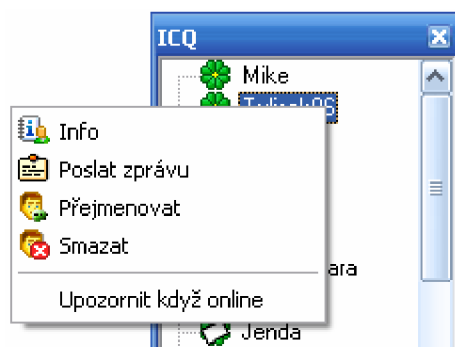 ICQ
Mike
Info
Poslat zprávu
Přejmenovat
Smazat
ara
Upozornit když online
Jenda